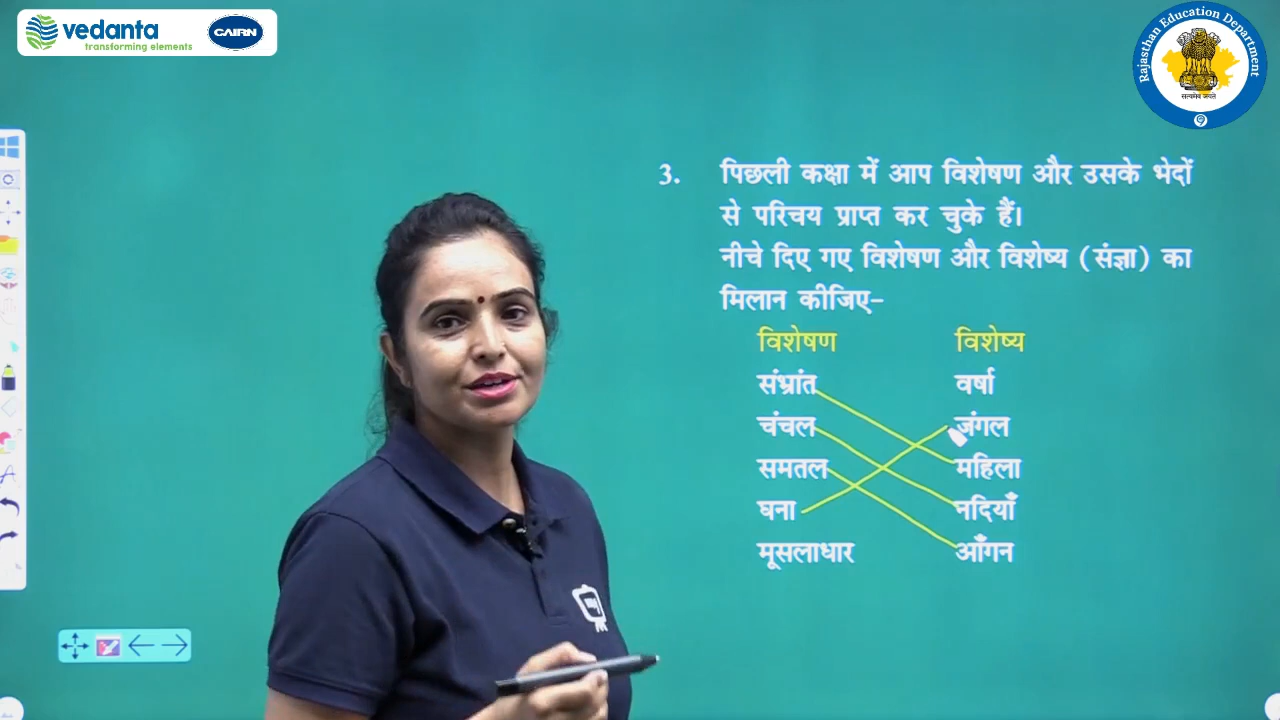 vedanta
transforming elements
CAIRN
Rajasthan Education Department
सत्यमेव जयते
3. पिछली कक्षा में आप विशेषण और उसके भेदों
से परिचय प्राप्त कर चुके हैं।
नीचे दिए गए विशेषण और विशेष्य (संज्ञा) का
मिलान कीजिए-
विशेषण विशेष्य
संभ्रांत वर्षा
चंचल जंगल
समतल महिला
घना नदियाँ
मूसलाधार आँगन